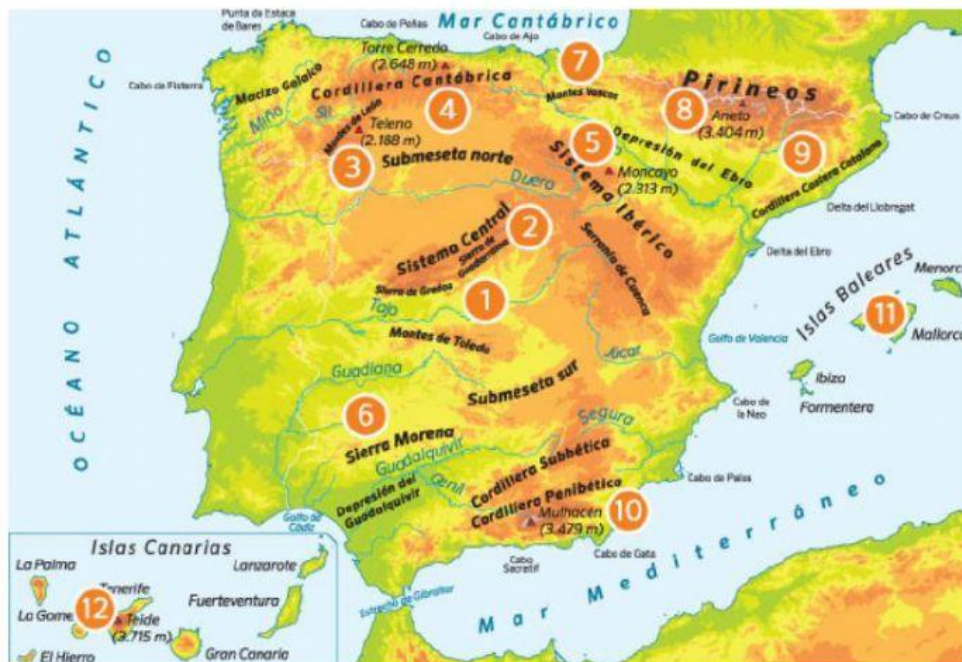 Punta de Estaca
de Bares
Cabo de Peñas
Mar Cantábrico
Cabo de Ajo
Torre Cerredo
(2.648 m)
7
Cabo de Fisterra
Macizo Galaico
Cordillera Cantábrica
Montes Vascos
Pirineos
Miño
Sil
4
8
Aneto
(3.404 m)
Cabo de Creus
Montes de León
Teleno
(2.188 m)
5
Depresión del Ebro
9
3
Submeseta norte
Moncayo
(2.313 m)
Sistema Ibérico
Cordillera Costera Catalana
Duero
Delta del Llobregat
OCÉANO ATLÁNTICO
Sistema Central
Sierra de
Guadarrama
2
Serranía de Cuenca
Delta del Ebro
Sierra de Gredos
1
Islas Baleares
Menorca
11
Mallorca
Tajo
Montes de Toledo
Júcar
Golfo de Valencia
Guadiana
Submeseta sur
Ibiza
Formentera
Cabo de
la Nao
6
Segura
Sierra Morena
Guadalquivir
Cordillera Subbética
Cabo de Palos
Genil
Depresión del
Guadalquivir
Cordillera Penibética
Mulhacén
(3.479 m)
10
Golfo de
Cádiz
Cabo
Sacratif
Cabo de Gata
Mar Mediterráneo
Estrecho de Gibraltar
Islas Canarias
La Palma
Lanzarote
Tenerife
12
La Gome
Teide
(3.715 m)
Fuerteventura
El Hierro
Gran Canaria